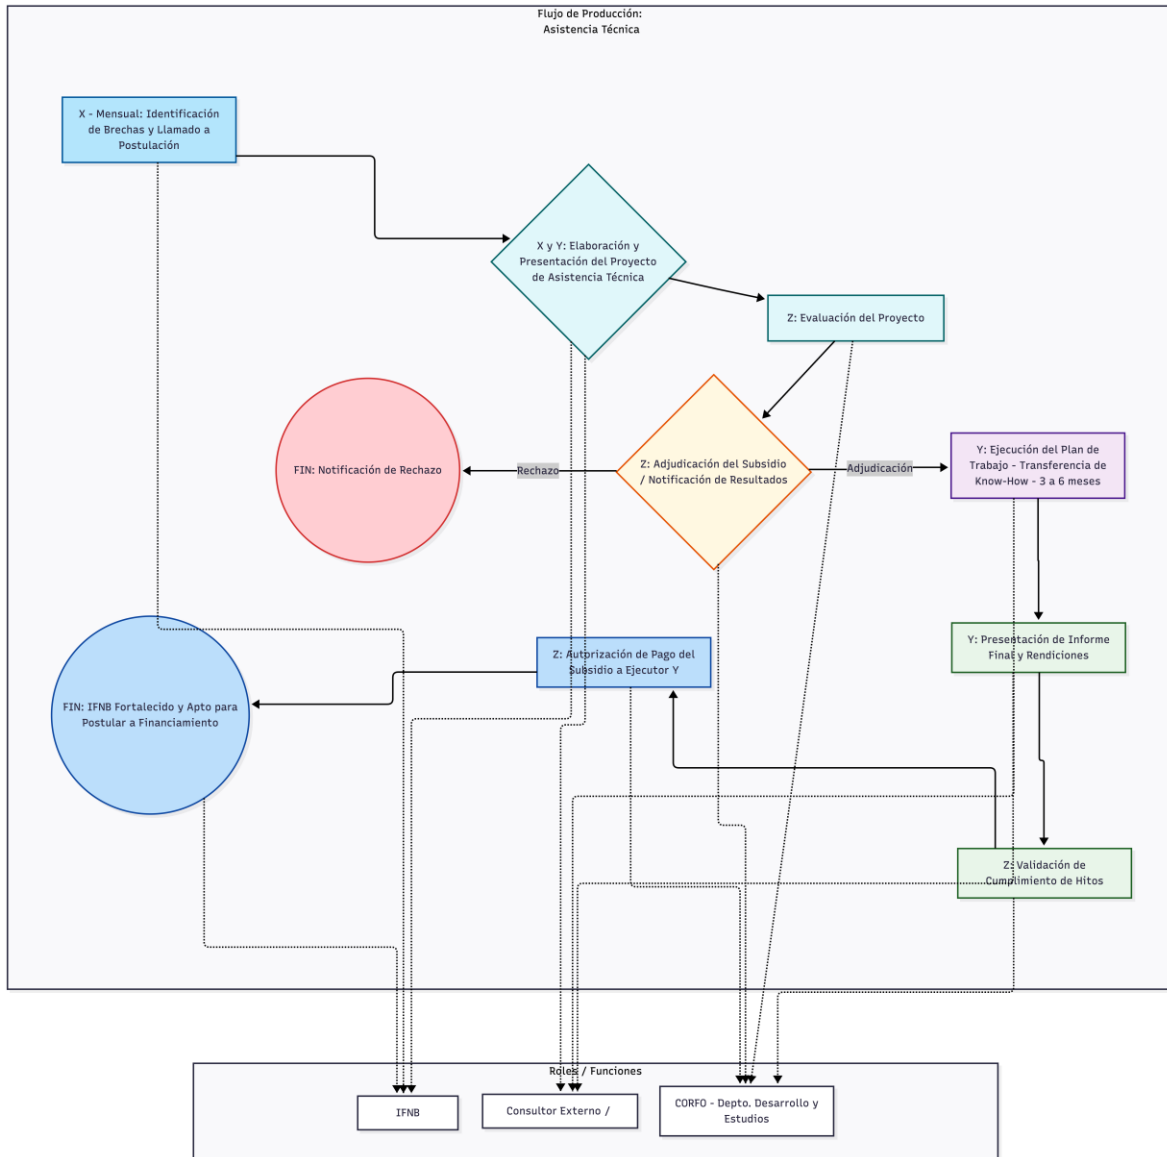 Flujo de Producción:
Asistencia Técnica
X - Mensual: Identificación
de Brechas y Llamado a
Postulación
X y Y: Elaboración y
Presentación del Proyecto
de Asistencia Técnica
Z: Evaluación del Proyecto
FIN: Notificación de Rechazo
Rechazo
Z: Adjudicación del Subsidio
/ Notificación de Resultados
Adjudicación
Y: Ejecución del Plan de
Trabajo - Transferencia de
Know-How - 3 a 6 meses
Y: Presentación de Informe
Final y Rendiciones
Z: Autorización de Pago del
Subsidio a Ejecutor Y
FIN: IFNB Fortalecido y Apto para
Postular a Financiamiento
Z: Validación de
Cumplimiento de Hitos
Roles / Funciones
IFNB
Consultor Externo /
CORFO - Depto. Desarrollo y
Estudios